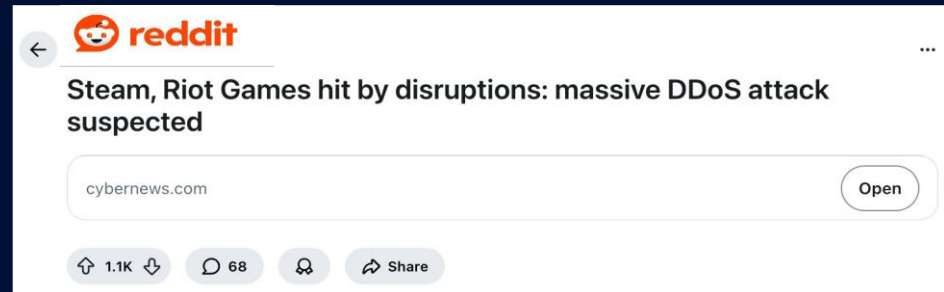 reddit
Steam, Riot Games hit by disruptions: massive DDoS attack
suspected
cybernews.com
Open
1.1K
68
Share